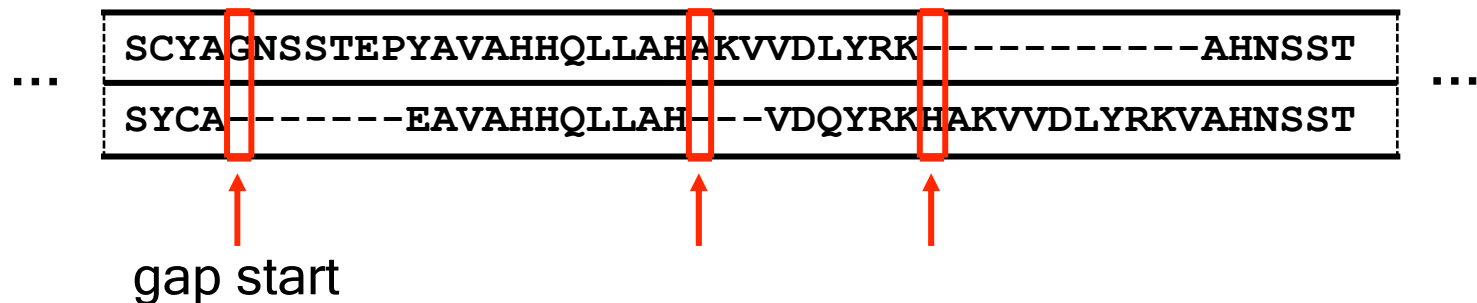 SCYAGNSSTEPYAVAHHQLLAHAKVVDLYRK-----------AHNSST
... ...
SYCA-------EAVAHHQLLAH---VDQYRKHAKVVDLYRKVAHNSST
gap start